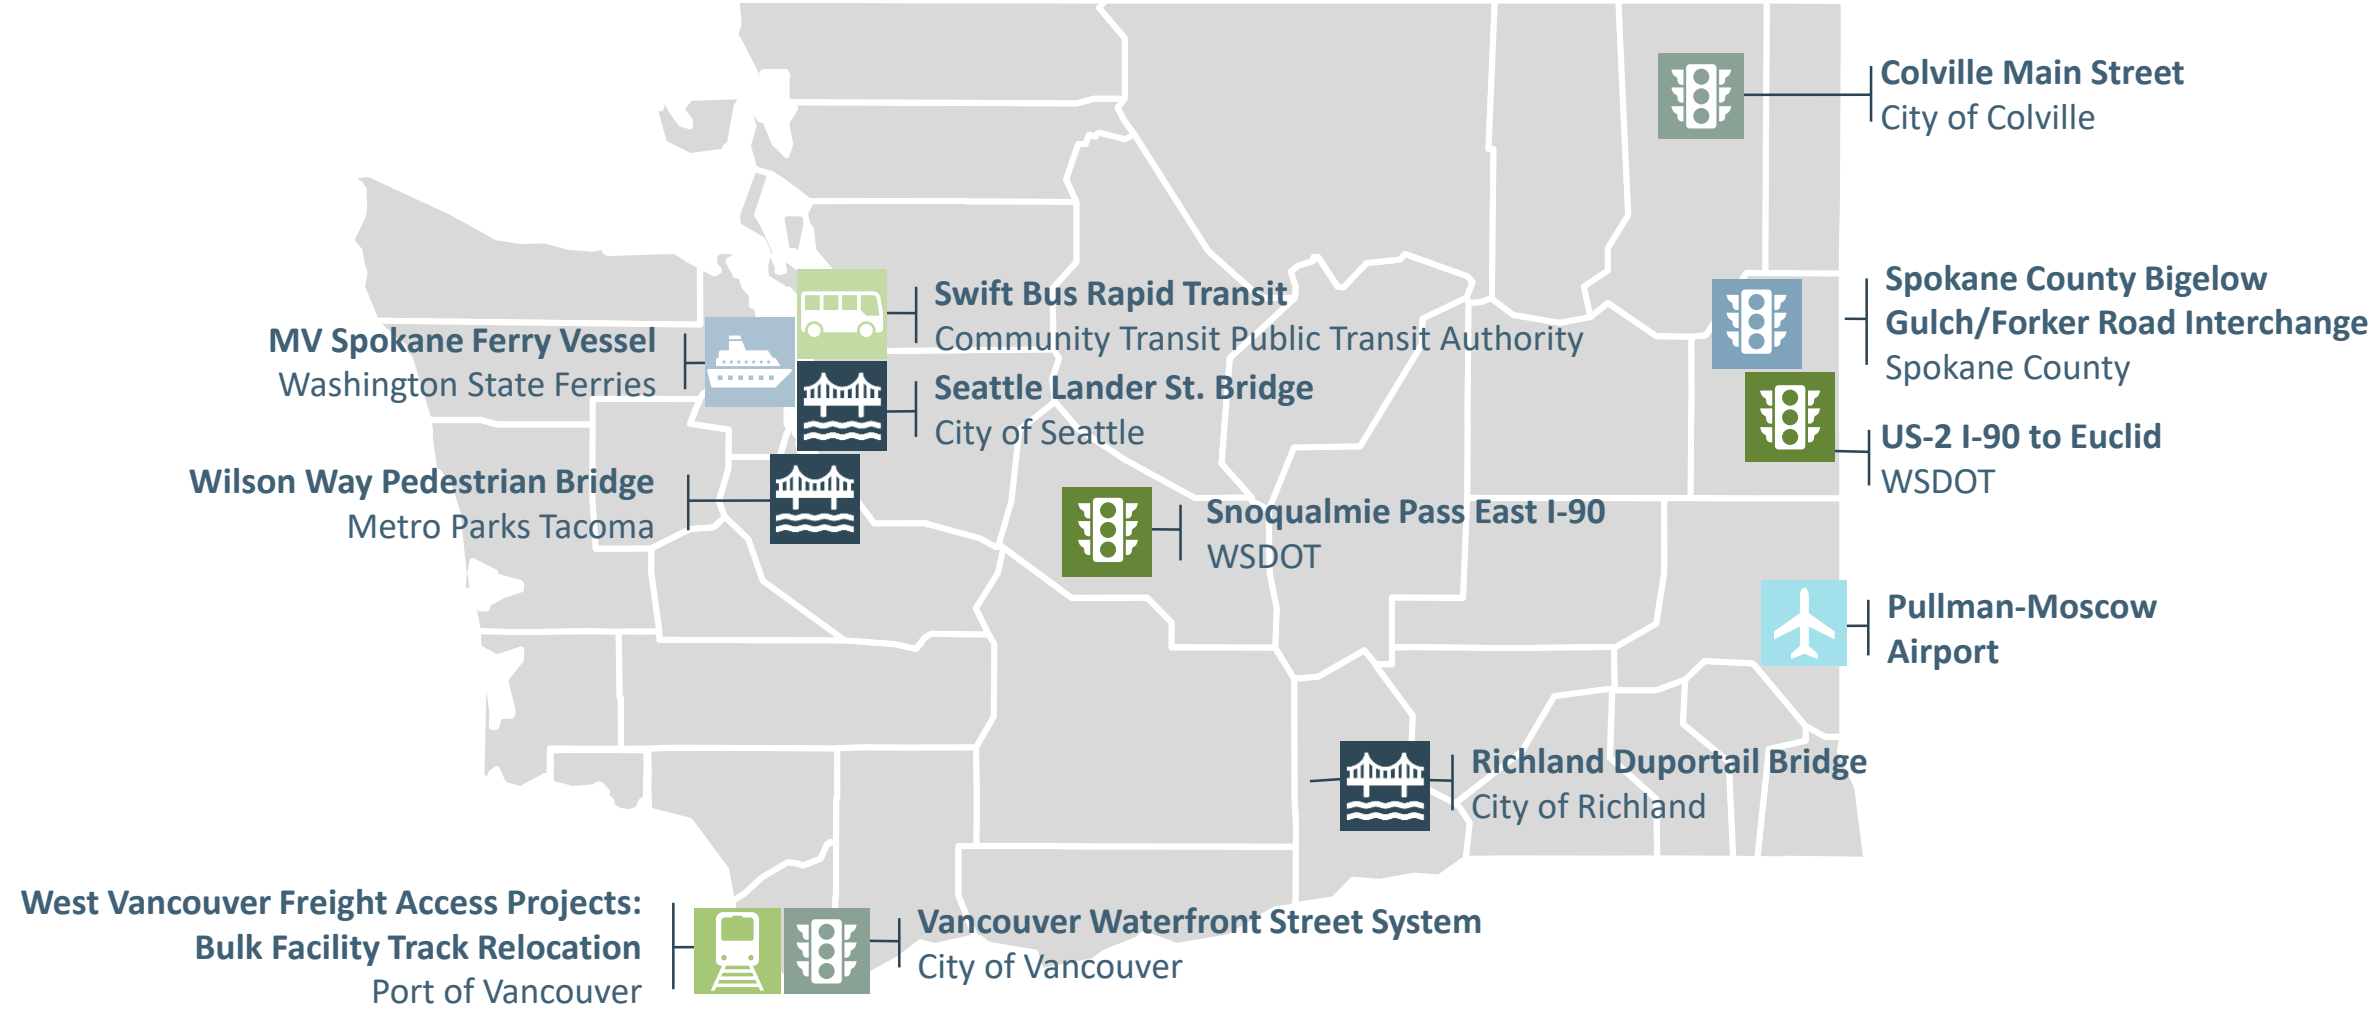 Colville Main Street
City of Colville
Spokane County Bigelow
Gulch/Forker Road Interchange
Spokane County
Swift Bus Rapid Transit
Community Transit Public Transit Authority
MV Spokane Ferry Vessel
Washington State Ferries
Seattle Lander St. Bridge
City of Seattle
US-2 I-90 to Euclid
WSDOT
Wilson Way Pedestrian Bridge
Metro Parks Tacoma
Snoqualmie Pass East I-90
WSDOT
Pullman-Moscow
Airport
Richland Duportail Bridge
City of Richland
West Vancouver Freight Access Projects:
Bulk Facility Track Relocation
Port of Vancouver
Vancouver Waterfront Street System
City of Vancouver